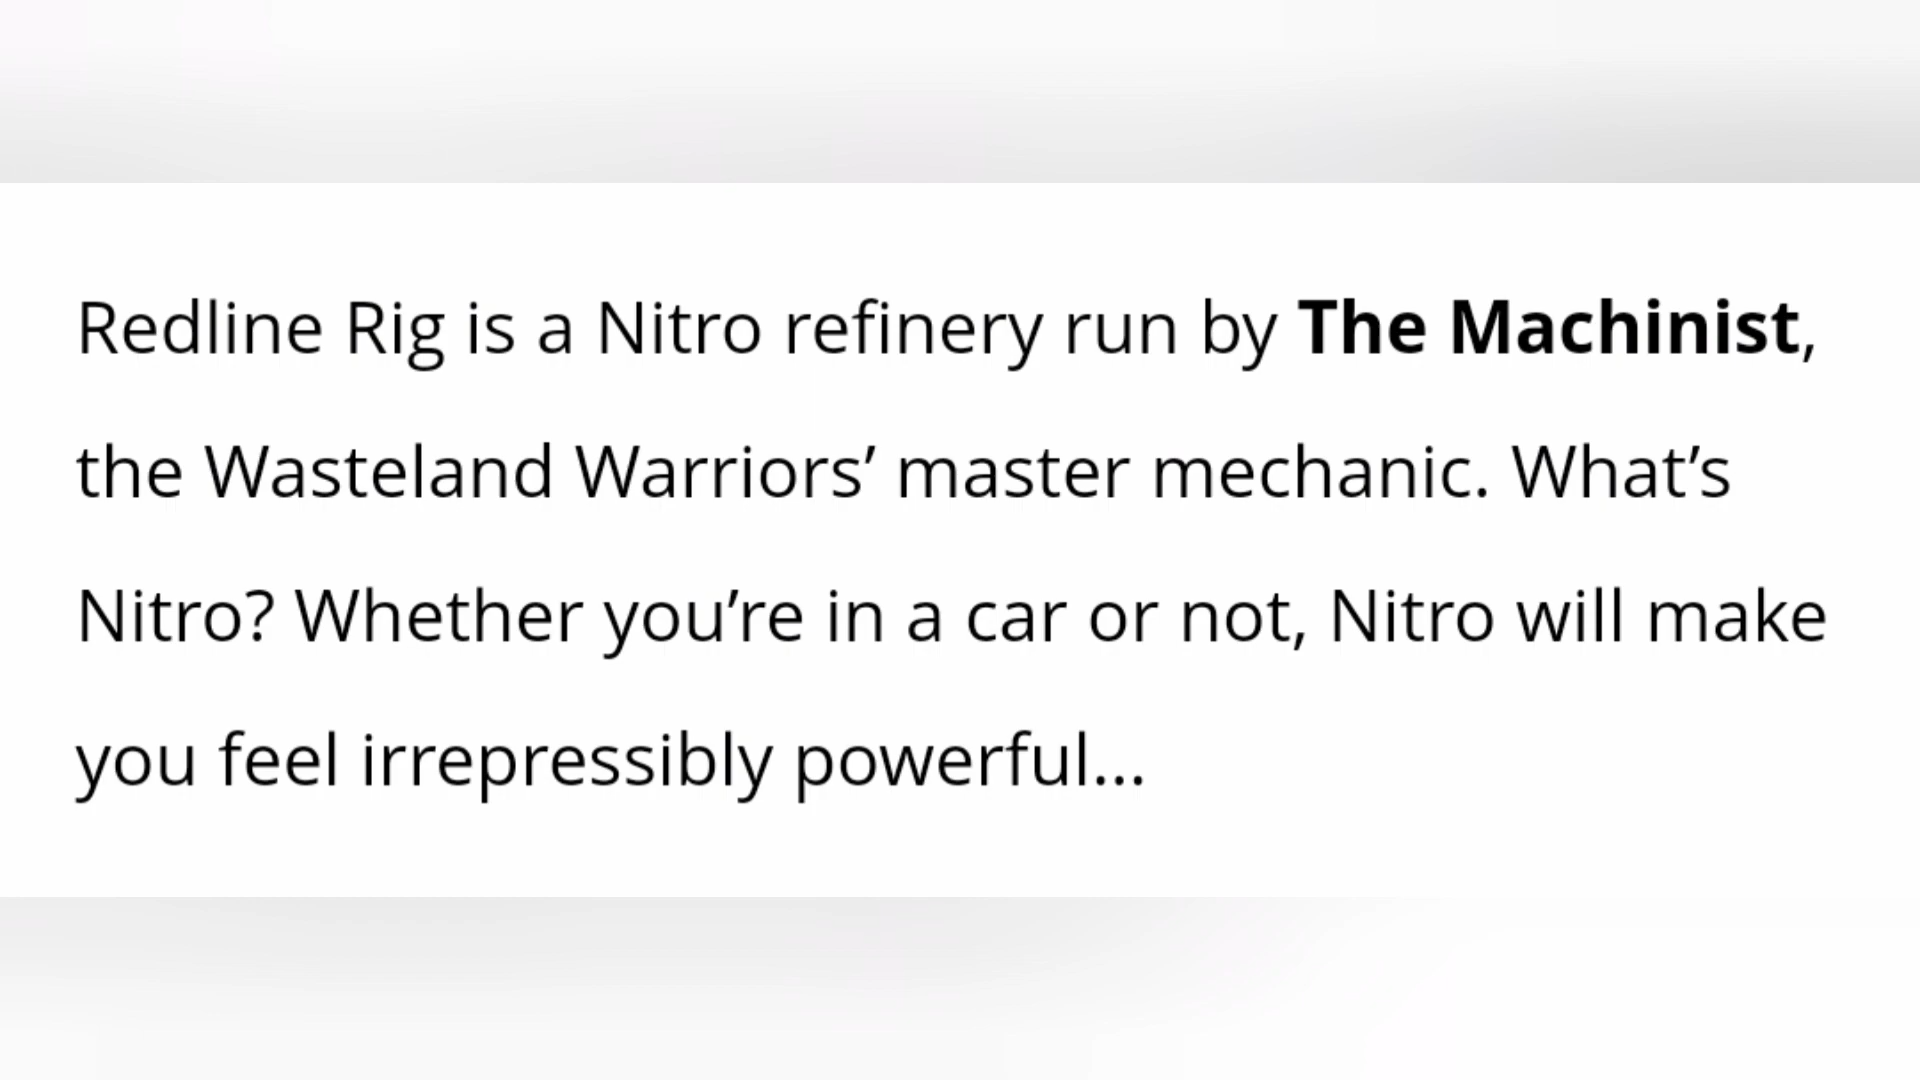 Redline Rig is a Nitro refinery run by The Machinist,
the Wasteland Warriors’ master mechanic. What’s
Nitro? Whether you’re in a car or not, Nitro will make
you feel irrepressibly powerful…